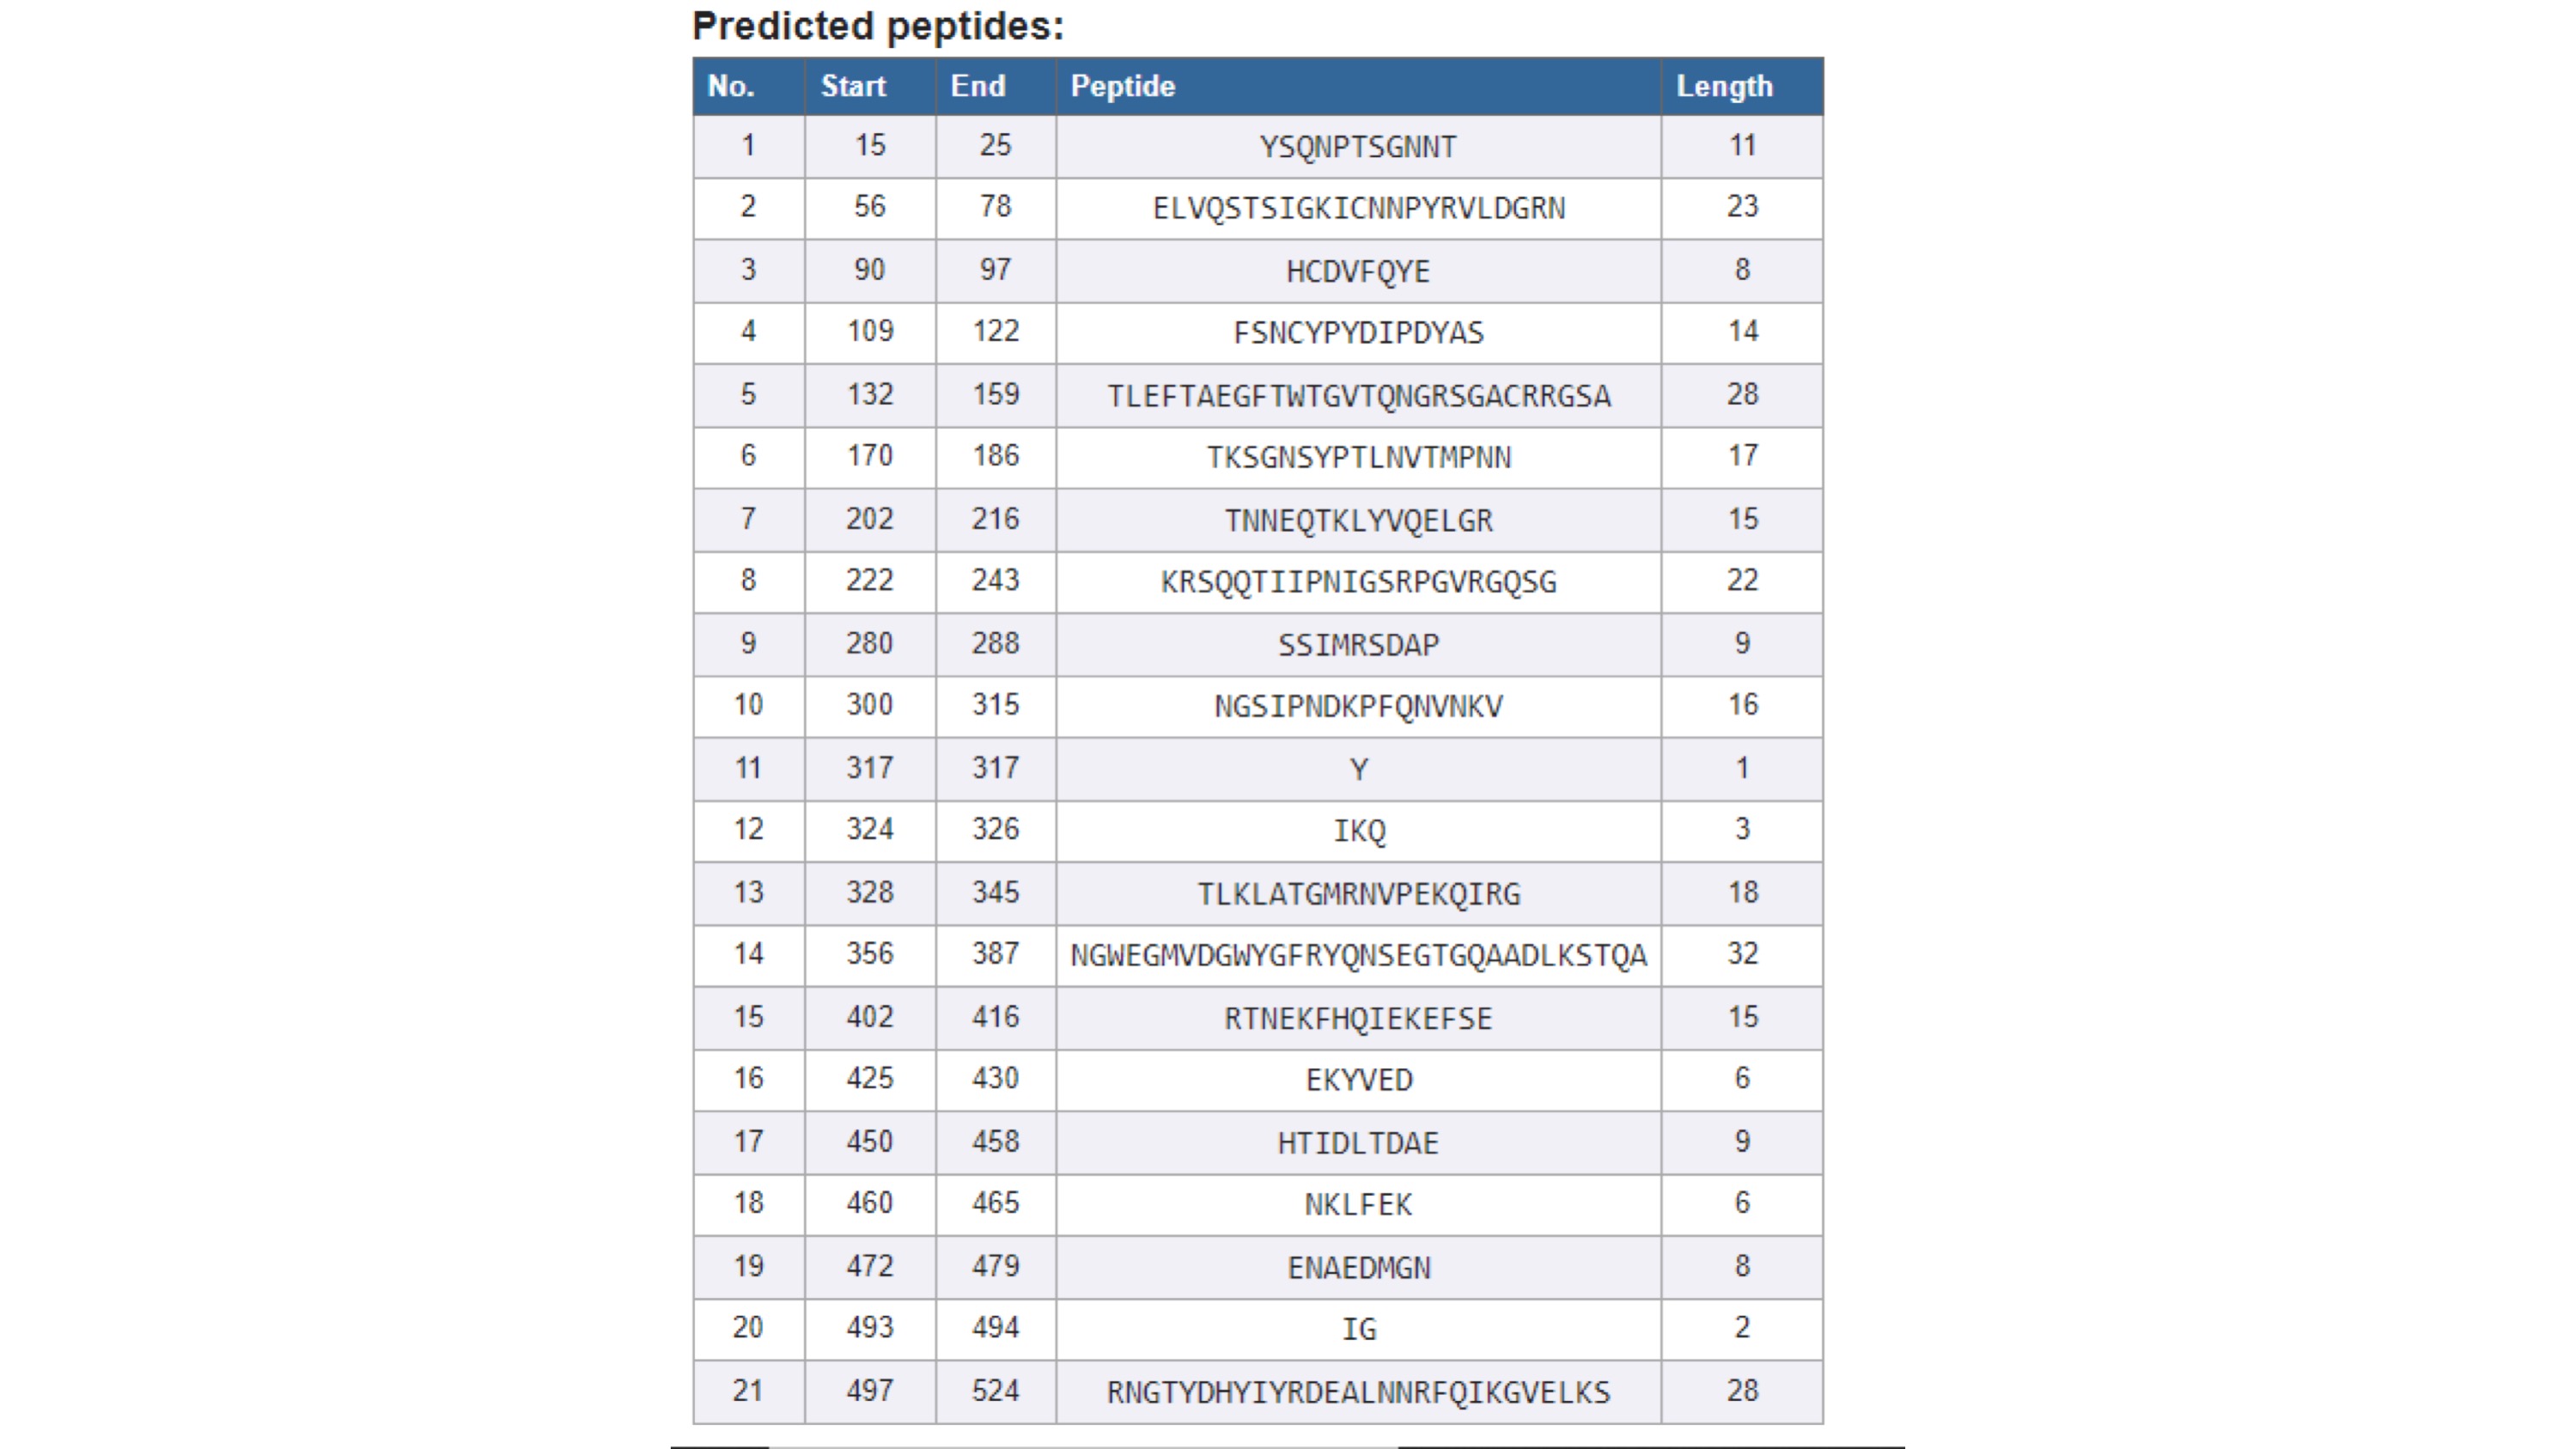 Predicted peptides:
No. Start End Peptide Length
1 15 25 YSQNPTSGNNT 11
2 56 78 ELVQSTSIGKICNNPYRVLDGRN 23
3 90 97 HCDVFQYE 8
4 109 122 FSNCYPYDIPDYAS 14
5 132 159 TLEFTAEGFTWTGVTQNGRSGACRRGSA 28
6 170 186 TKSGNSYPTLNVTMPNN 17
7 202 216 TNNEQTKLYVQELGR 15
8 222 243 KRSQQTIIPNIGSRPGVRGQSG 22
9 280 288 SSIMRSDAP 9
10 300 315 NGSIPNDKPFQNVNKV 16
11 317 317 Y 1
12 324 326 IKQ 3
13 328 345 TLKLATGMRNVPEKQIRG 18
14 356 387 NGWEGMVDGWYGFRYQNSEGTGQAADLKSTQA 32
15 402 416 RTNEKFHQIEKEFSE 15
16 425 430 EKYVED 6
17 450 458 HTIDLTDAE 9
18 460 465 NKLFEK 6
19 472 479 ENAEDMGN 8
20 493 494 IG 2
21 497 524 RNGTYDHYIYRDEALNNRFQIKGVELKS 28